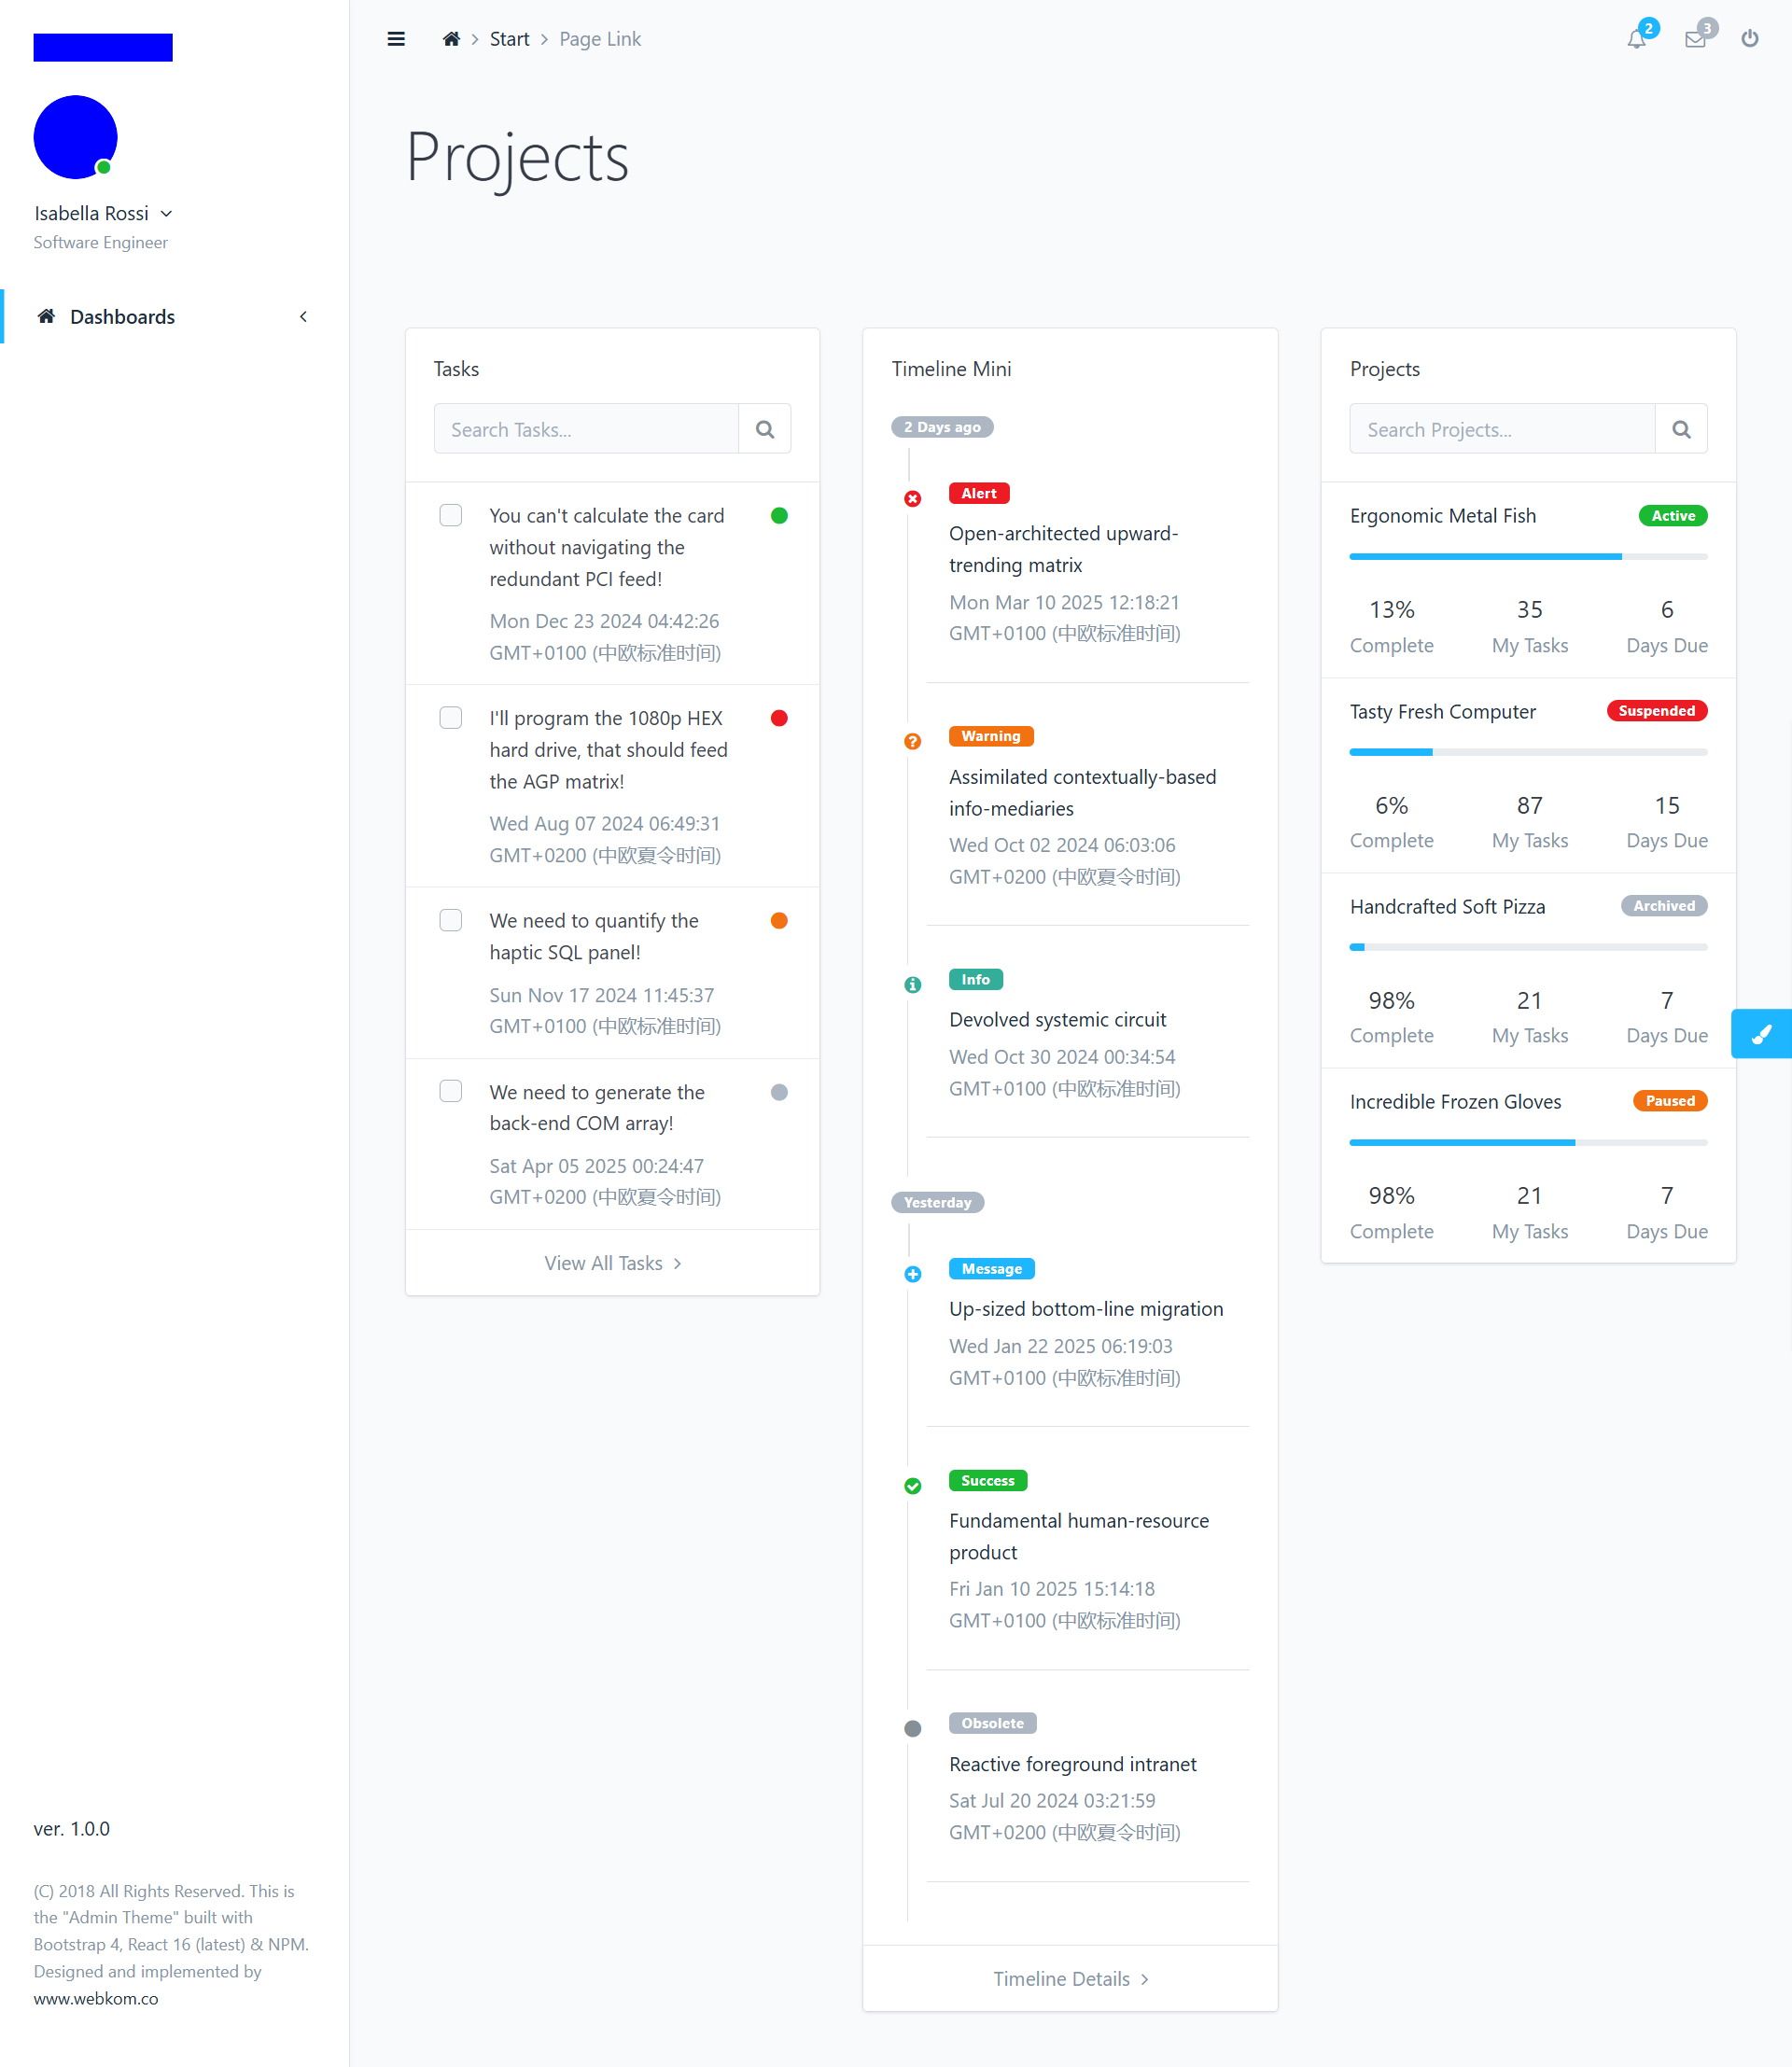 Isabella Rossi
Software Engineer
Dashboards
ver. 1.0.0
(C) 2018 All Rights Reserved. This is
the "Admin Theme" built with
Bootstrap 4, React 16 (latest) & NPM.
Designed and implemented by
www.webkom.co
Start
Page Link
2
3
Projects
Tasks
Search Tasks...
You can't calculate the card
without navigating the
redundant PCI feed!
Mon Dec 23 2024 04:42:26
GMT+0100 (中欧标准时间)
I'll program the 1080p HEX
hard drive, that should feed
the AGP matrix!
Wed Aug 07 2024 06:49:31
GMT+0200 (中欧夏令时间)
We need to quantify the
haptic SQL panel!
Sun Nov 17 2024 11:45:37
GMT+0100 (中欧标准时间)
We need to generate the
back-end COM array!
Sat Apr 05 2025 00:24:47
GMT+0200 (中欧夏令时间)
View All Tasks
Timeline Mini
2 Days ago
Alert
Open-architected upward-
trending matrix
Mon Mar 10 2025 12:18:21
GMT+0100 (中欧标准时间)
Warning
Assimilated contextually-based
info-mediaries
Wed Oct 02 2024 06:03:06
GMT+0200 (中欧夏令时间)
Info
Devolved systemic circuit
Wed Oct 30 2024 00:34:54
GMT+0100 (中欧标准时间)
Yesterday
Message
Up-sized bottom-line migration
Wed Jan 22 2025 06:19:03
GMT+0100 (中欧标准时间)
Success
Fundamental human-resource
product
Fri Jan 10 2025 15:14:18
GMT+0100 (中欧标准时间)
Obsolete
Reactive foreground intranet
Sat Jul 20 2024 03:21:59
GMT+0200 (中欧夏令时间)
Timeline Details
Projects
Search Projects...
Ergonomic Metal Fish
Active
13% 35 6
Complete My Tasks Days Due
Tasty Fresh Computer
Suspended
6% 87 15
Complete My Tasks Days Due
Handcrafted Soft Pizza
Archived
98% 21 7
Complete My Tasks Days Due
Incredible Frozen Gloves
Paused
98% 21 7
Complete My Tasks Days Due